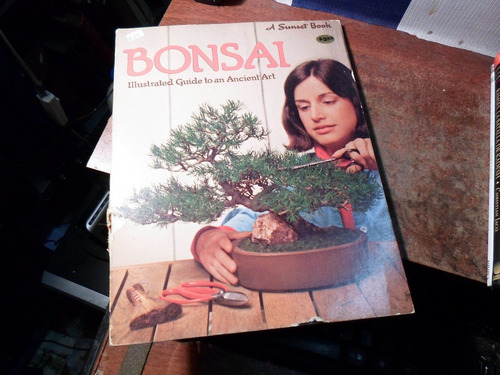 A Sunset Book
BONSAI
Illustrated Guide to an Ancient Art